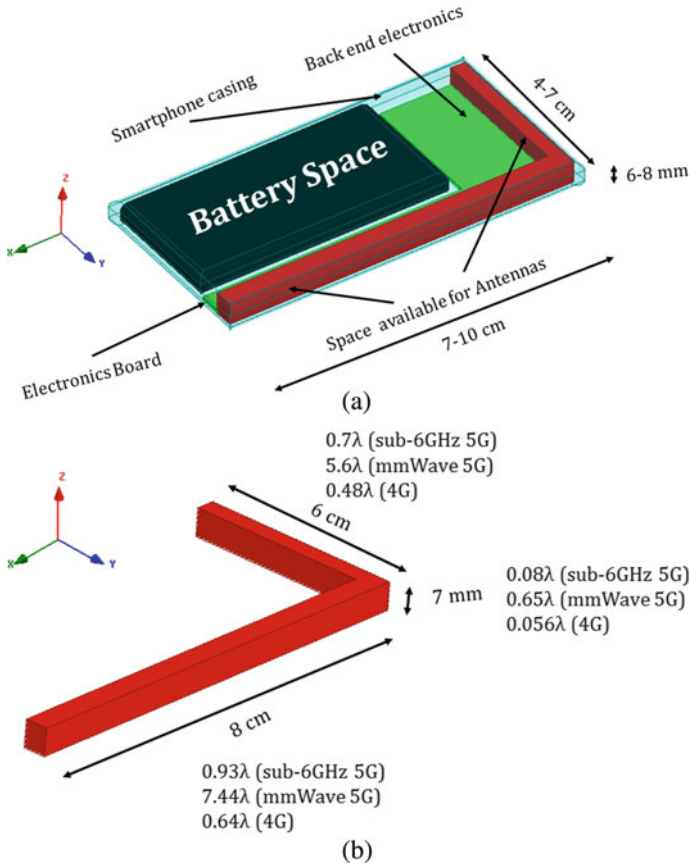 Back end electronics
Smartphone casing
4-7 cm
Battery Space
6-8 mm
Z
X
Y
Space available for Antennas
7-10 cm
Electronics Board
(a)
0.7λ (sub-6GHz 5G)
5.6λ (mmWave 5G)
0.48λ (4G)
Z
X
Y
6 cm
7 mm
0.08λ (sub-6GHz 5G)
0.65λ (mmWave 5G)
0.056λ (4G)
8 cm
0.93λ (sub-6GHz 5G)
7.44λ (mmWave 5G)
0.64λ (4G)
(b)